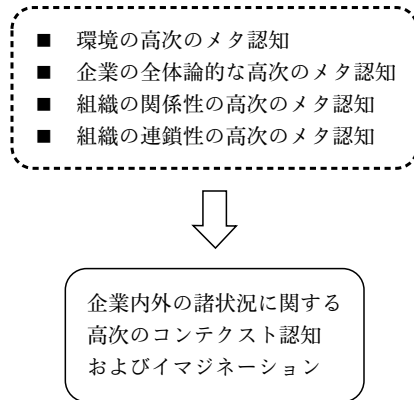 ■ 環境の高次のメタ認知
■ 企業の全体論的な高次のメタ認知
■ 組織の関係性の高次のメタ認知
■ 組織の連鎖性の高次のメタ認知
企業内外の諸状況に関する
高次のコンテクスト認知
およびイマジネーション